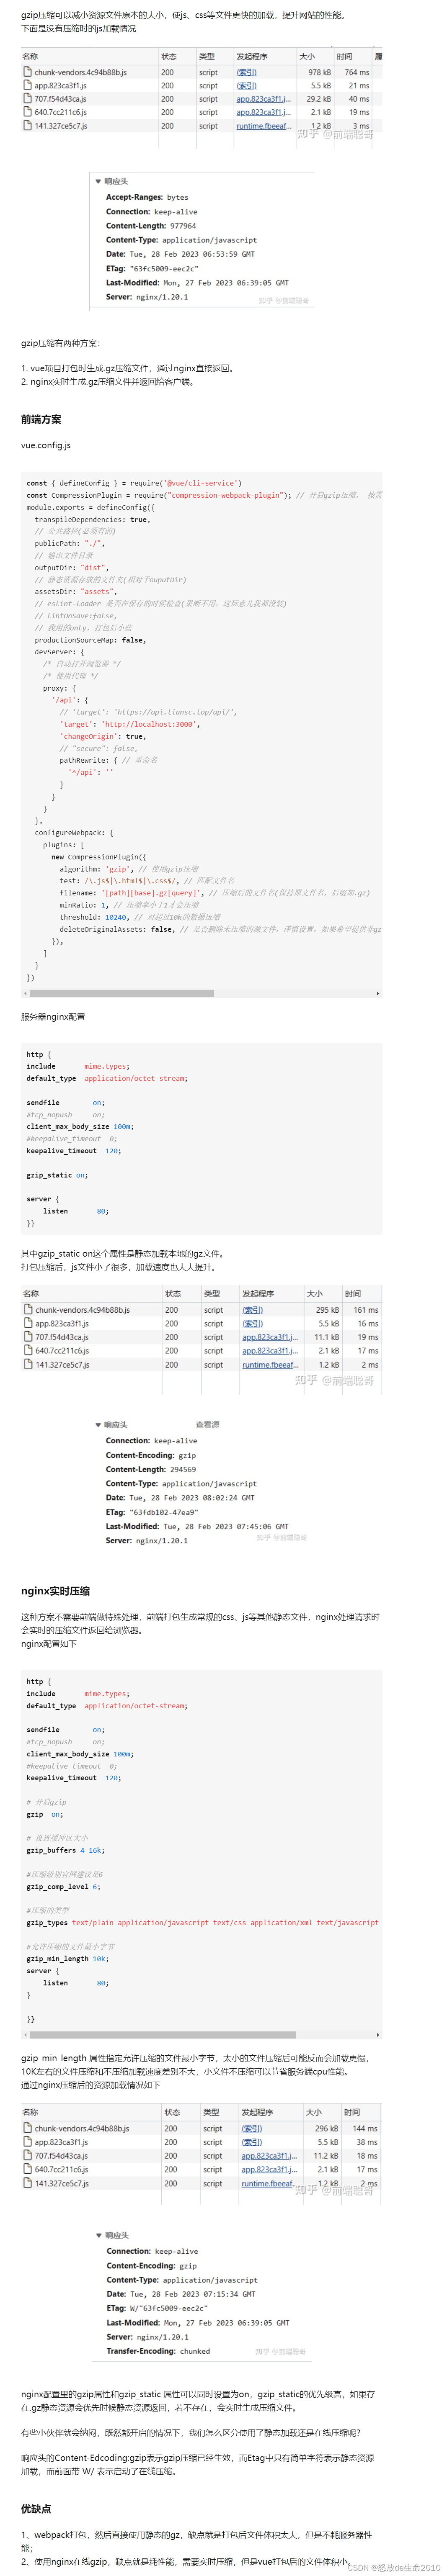 gzip压缩可以减小资源文件原本的大小，使js、css等文件更快的加载，提升网站的性能。
下面是没有压缩时的js加载情况
名称 状态 类型 发起程序 大小 时间 履
chunk-vendors.4c94b88b.js 200 script (索引) 978 kB 764 ms
app.823ca3f1.js 200 script (索引) 5.5 kB 21 ms
707.f54d43ca.js 200 script app.823ca3f1.j... 29.2 kB 40 ms
640.7cc211c6.js 200 script app.823ca3f1.j... 2.1 kB 19 ms
141.327ce5c7.js 200 script runtime.fbeeaf... 1.2 kB 3 ms
知乎 @前端聪哥
▼ 响应头
Accept-Ranges: bytes
Connection: keep-alive
Content-Length: 977964
Content-Type: application/javascript
Date: Tue, 28 Feb 2023 06:53:59 GMT
ETag: "63fc5009-eec2c"
Last-Modified: Mon, 27 Feb 2023 06:39:05 GMT
Server: nginx/1.20.1
知乎 @前端聪哥
gzip压缩有两种方案：
1. vue项目打包时生成.gz压缩文件，通过nginx直接返回。
2. nginx实时生成.gz压缩文件并返回给客户端。
前端方案
vue.config.js
const { defineConfig } = require('@vue/cli-service')
const CompressionPlugin = require("compression-webpack-plugin"); // 开启gzip压缩， 按需
module.exports = defineConfig({
transpileDependencies: true,
// 公共路径(必须有的)
publicPath: "./",
// 输出文件目录
outputDir: "dist",
// 静态资源存放的文件夹(相对于ouputDir)
assetsDir: "assets",
// eslint-loader 是否在保存的时候检查(果断不用，这玩意儿我都没装)
// lintOnSave:false,
// 我用的only，打包后小些
productionSourceMap: false,
devServer: {
/* 自动打开浏览器 */
/* 使用代理 */
proxy: {
'/api': {
// 'target': 'https://api.tiansc.top/api/',
'target': 'http://localhost:3000',
'changeOrigin': true,
// "secure": false,
pathRewrite: { // 重命名
'^/api': ''
}
}
}
},
configureWebpack: {
plugins: [
new CompressionPlugin({
algorithm: 'gzip', // 使用gzip压缩
test: /\.js$|\.html$|\.css$/, // 匹配文件名
filename: '[path][base].gz[query]', // 压缩后的文件名(保持原文件名，后缀加.gz)
minRatio: 1, // 压缩率小于1才会压缩
threshold: 10240, // 对超过10k的数据压缩
deleteOriginalAssets: false, // 是否删除未压缩的源文件，谨慎设置，如果希望提供非gz
}),
]
}
})
服务器nginx配置
http {
include mime.types;
default_type application/octet-stream;
sendfile on;
#tcp_nopush on;
client_max_body_size 100m;
#keepalive_timeout 0;
keepalive_timeout 120;
gzip_static on;
server {
listen 80;
}}
其中gzip_static on这个属性是静态加载本地的gz文件。
打包压缩后，js文件小了很多，加载速度也大大提升。
名称 状态 类型 发起程序 大小 时间
chunk-vendors.4c94b88b.js 200 script (索引) 295 kB 161 ms
app.823ca3f1.js 200 script (索引) 5.5 kB 16 ms
707.f54d43ca.js 200 script app.823ca3f1.j... 11.1 kB 19 ms
640.7cc211c6.js 200 script app.823ca3f1.j... 2.1 kB 17 ms
141.327ce5c7.js 200 script runtime.fbeeaf... 1.2 kB 2 ms
知乎 @前端聪哥
▼ 响应头 查看源
Connection: keep-alive
Content-Encoding: gzip
Content-Length: 294569
Content-Type: application/javascript
Date: Tue, 28 Feb 2023 08:02:24 GMT
ETag: "63fdb102-47ea9"
Last-Modified: Tue, 28 Feb 2023 07:45:06 GMT
Server: nginx/1.20.1
知乎 @前端聪哥
nginx实时压缩
这种方案不需要前端做特殊处理，前端打包生成常规的css、js等其他静态文件，nginx处理请求时
会实时的压缩文件返回给浏览器。
nginx配置如下
http {
include mime.types;
default_type application/octet-stream;
sendfile on;
#tcp_nopush on;
client_max_body_size 100m;
#keepalive_timeout 0;
keepalive_timeout 120;
# 开启gzip
gzip on;
# 设置缓冲区大小
gzip_buffers 4 16k;
#压缩级别官网建议是6
gzip_comp_level 6;
#压缩的类型
gzip_types text/plain application/javascript text/css application/xml text/javascript
#允许压缩的文件最小字节
gzip_min_length 10k;
server {
listen 80;
}
}}
gzip_min_length 属性指定允许压缩的文件最小字节，太小的文件压缩后可能反而会加载更慢，
10K左右的文件压缩和不压缩加载速度差别不大，小文件不压缩可以节省服务端cpu性能。
通过nginx压缩后的资源加载情况如下
名称 状态 类型 发起程序 大小 时间
chunk-vendors.4c94b88b.js 200 script (索引) 296 kB 144 ms
app.823ca3f1.js 200 script (索引) 5.5 kB 38 ms
707.f54d43ca.js 200 script app.823ca3f1.j... 11.2 kB 18 ms
640.7cc211c6.js 200 script app.823ca3f1.j... 2.1 kB 17 ms
141.327ce5c7.js 200 script runtime.fbeeaf... 1.2 kB 2 ms
知乎 @前端聪哥
▼ 响应头
Connection: keep-alive
Content-Encoding: gzip
Content-Type: application/javascript
Date: Tue, 28 Feb 2023 07:15:34 GMT
ETag: W/"63fc5009-eec2c"
Last-Modified: Mon, 27 Feb 2023 06:39:05 GMT
Server: nginx/1.20.1
Transfer-Encoding: chunked
知乎 @前端聪哥
nginx配置里的gzip属性和gzip_static 属性可以同时设置为on，gzip_static的优先级高，如果存
在.gz静态资源会优先时候静态资源返回，若不存在，会实时生成压缩文件。
有些小伙伴就会纳闷，既然都开启的情况下，我们怎么区分使用了静态加载还是在线压缩呢？
响应头的Content-Edcoding:gzip表示gzip压缩已经生效，而Etag中只有简单字符表示静态资源
加载，而前面带 W/ 表示启动了在线压缩。
优缺点
1、webpack打包，然后直接使用静态的gz，缺点就是打包后文件体积太大，但是不耗服务器性
能；
2、使用nginx在线gzip，缺点就是耗性能，需要实时压缩，但是vue打包后的文件体积小。
CSDN @怒放de生命2010